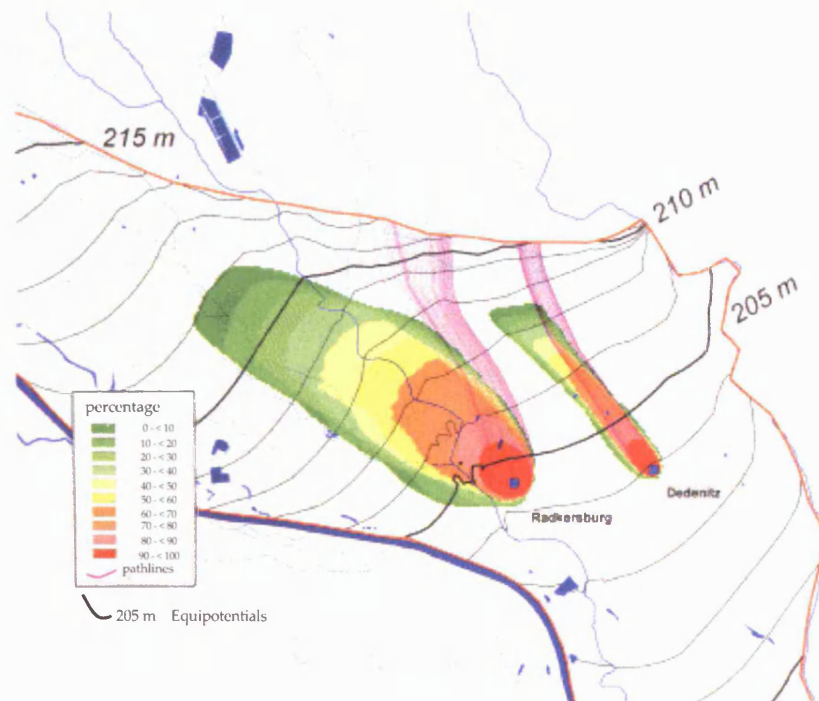 215 m
210 m
205 m
percentage
0 - <10
10 - <20
20 - <30
30 - <40
40 - <50
50 - <60
60 - <70
70 - <80
80 - <90
90 - <100
pathlines
205 m Equipotentials
Radkersburg
Dedenitz